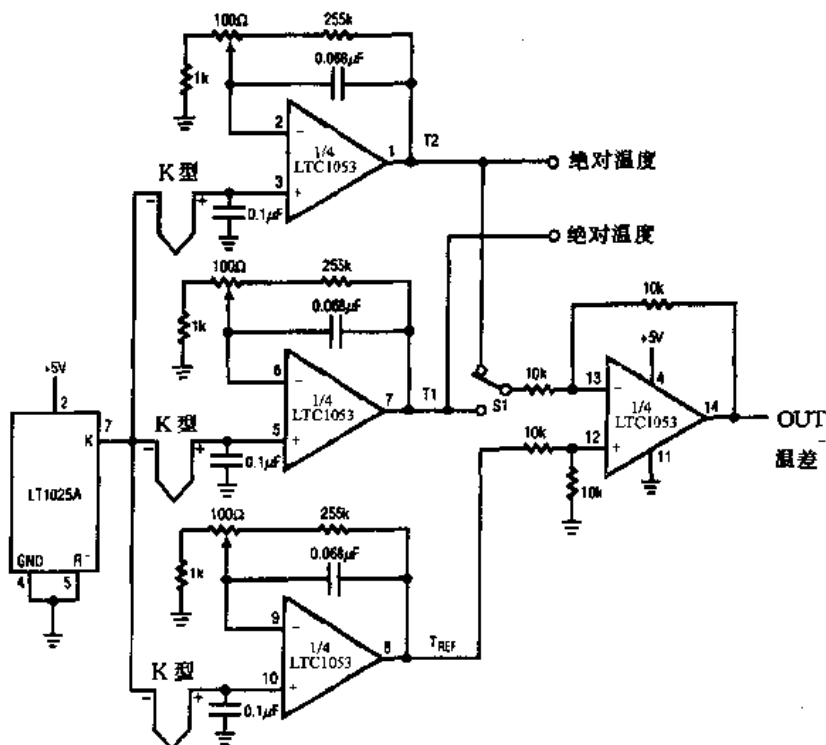 100Ω
255k
0.068μF
1k
2
1/4
LTC1053
1
T2
3
K 型
0.1μF
绝对温度
绝对温度
100Ω
255k
0.068μF
1k
6
1/4
LTC1053
7
T1
5
K 型
0.1μF
+5V
2
7
K
LT1025A
GND
R-
4
5
S1
10k
10k
+5V
4
13
1/4
LTC1053
14
OUT
12
11
温差
10k
10k
100Ω
255k
0.068μF
1k
9
1/4
LTC1053
8
TREF
10
K 型
0.1μF